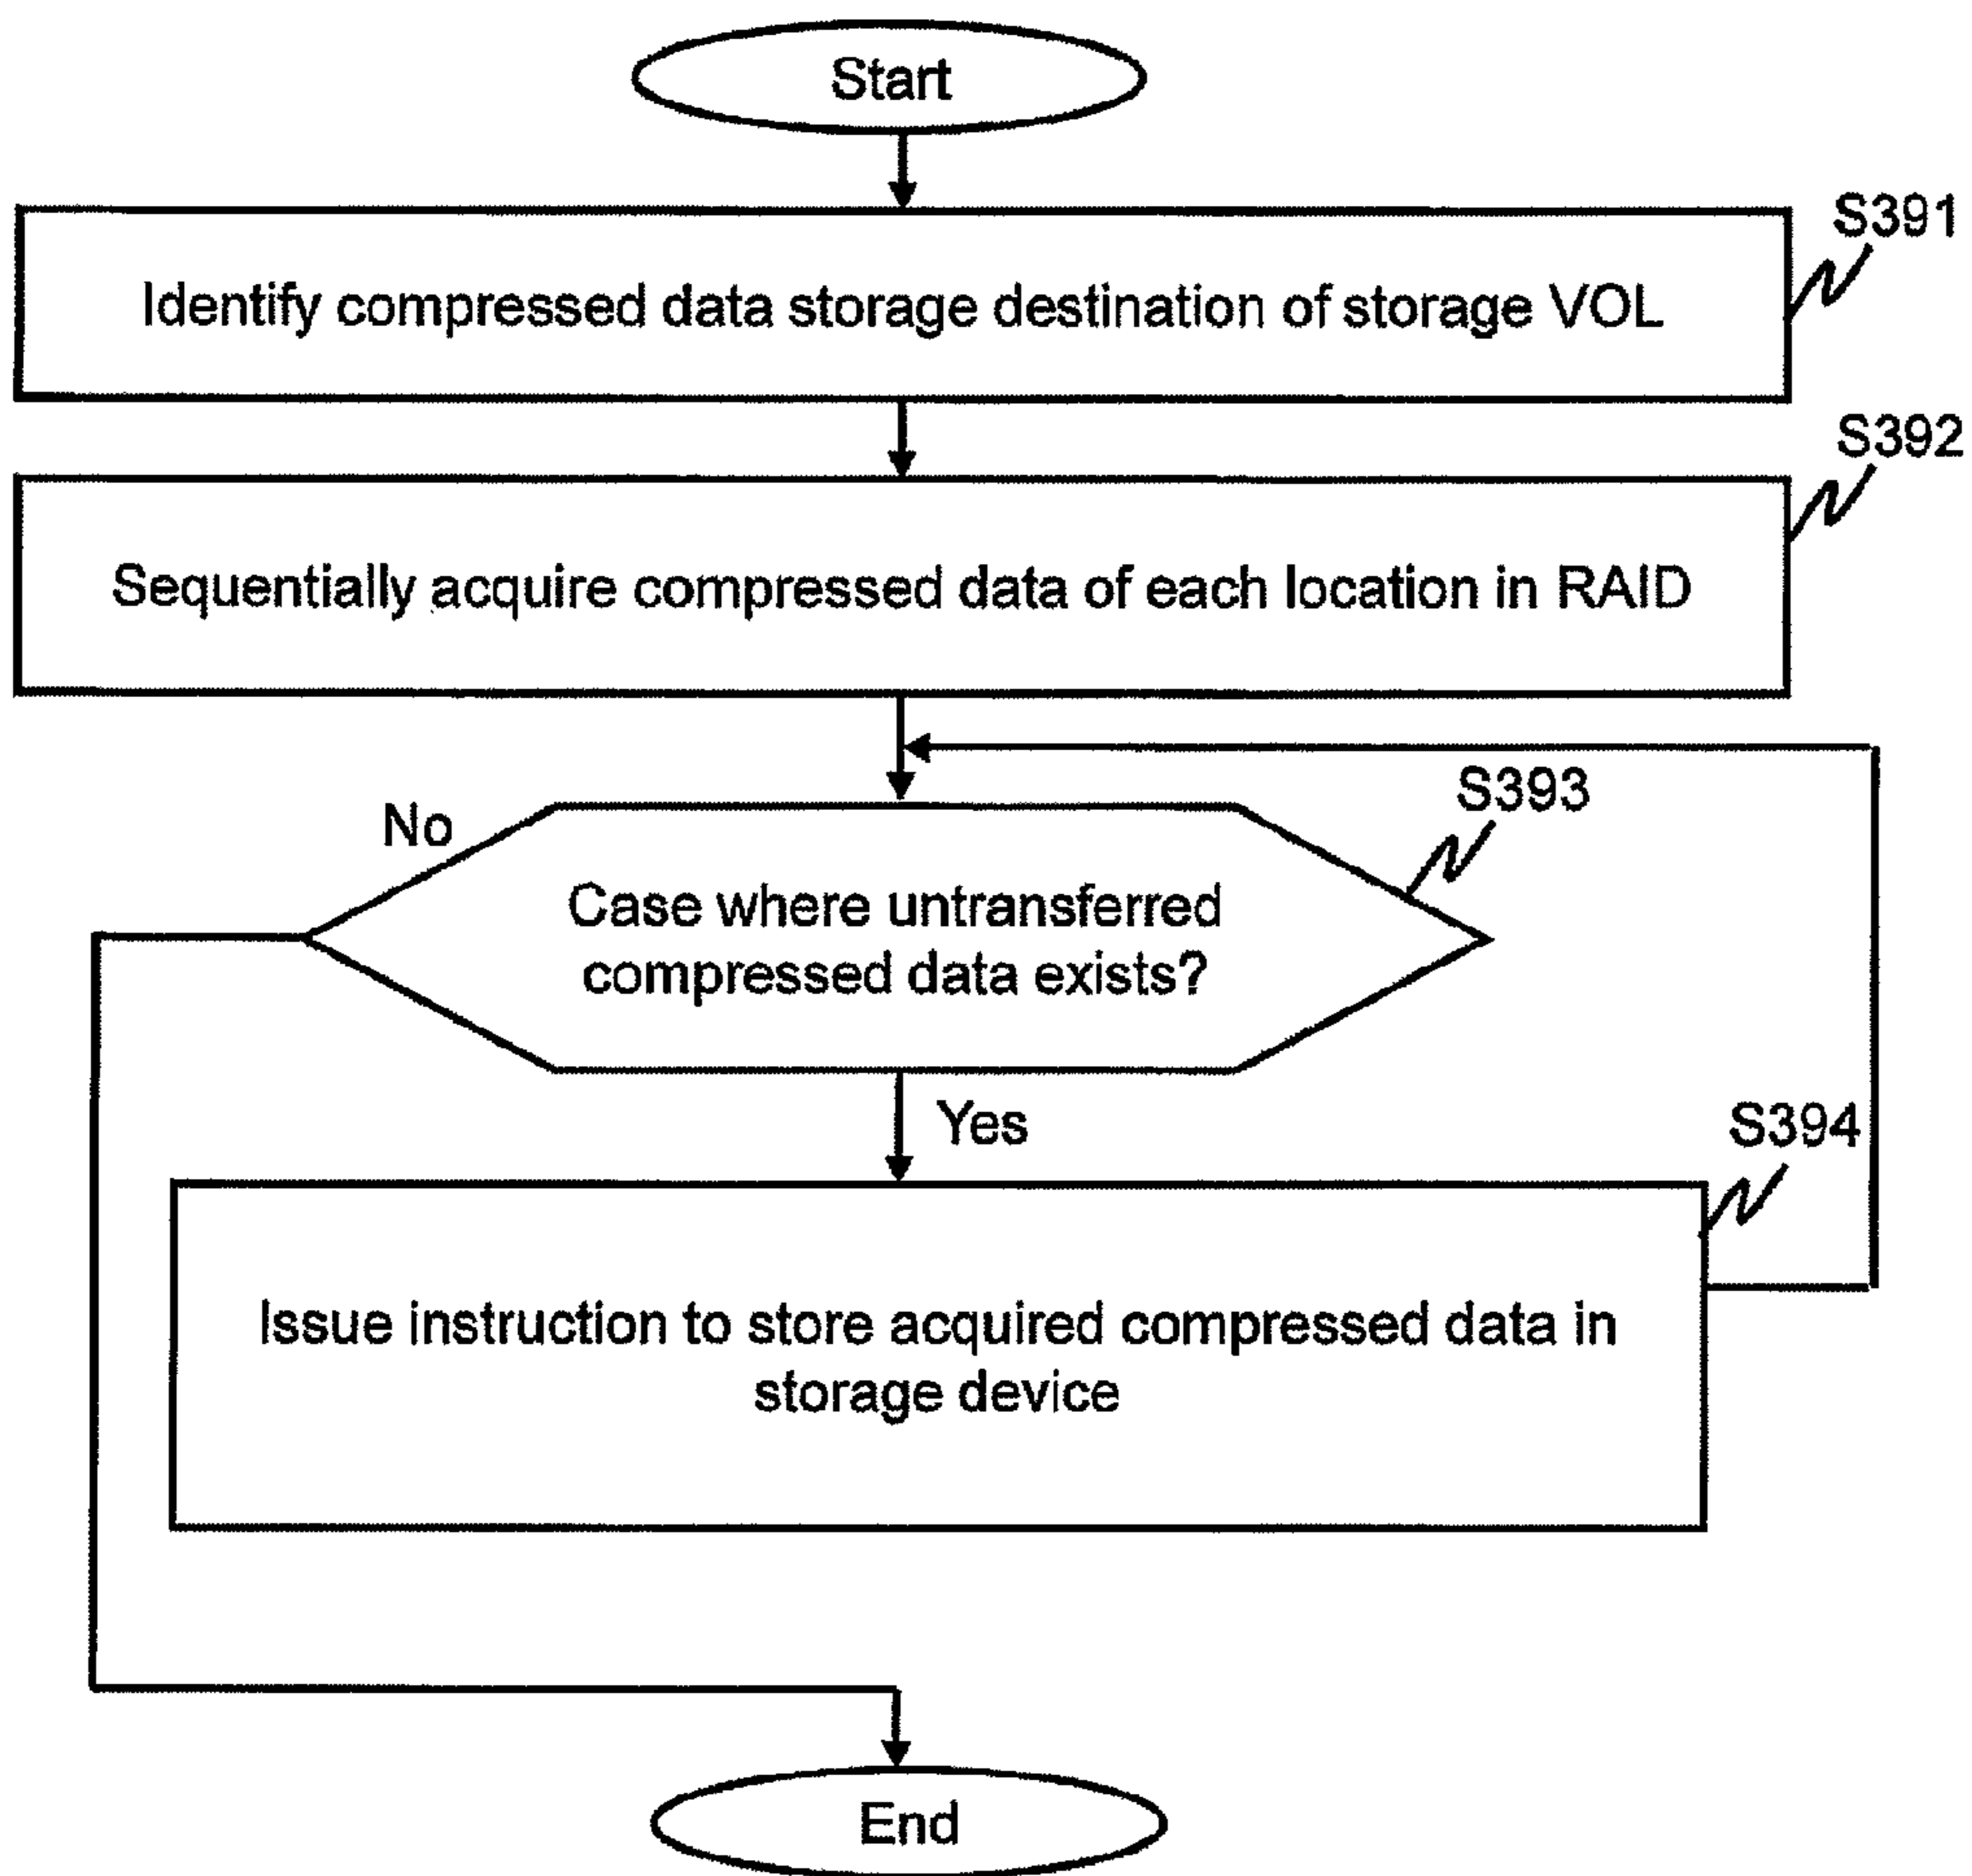 Start
S391
Identify compressed data storage destination of storage VOL
S392
Sequentially acquire compressed data of each location in RAID
S393
No
Case where untransferred
compressed data exists?
Yes
S394
Issue instruction to store acquired compressed data in
storage device
End